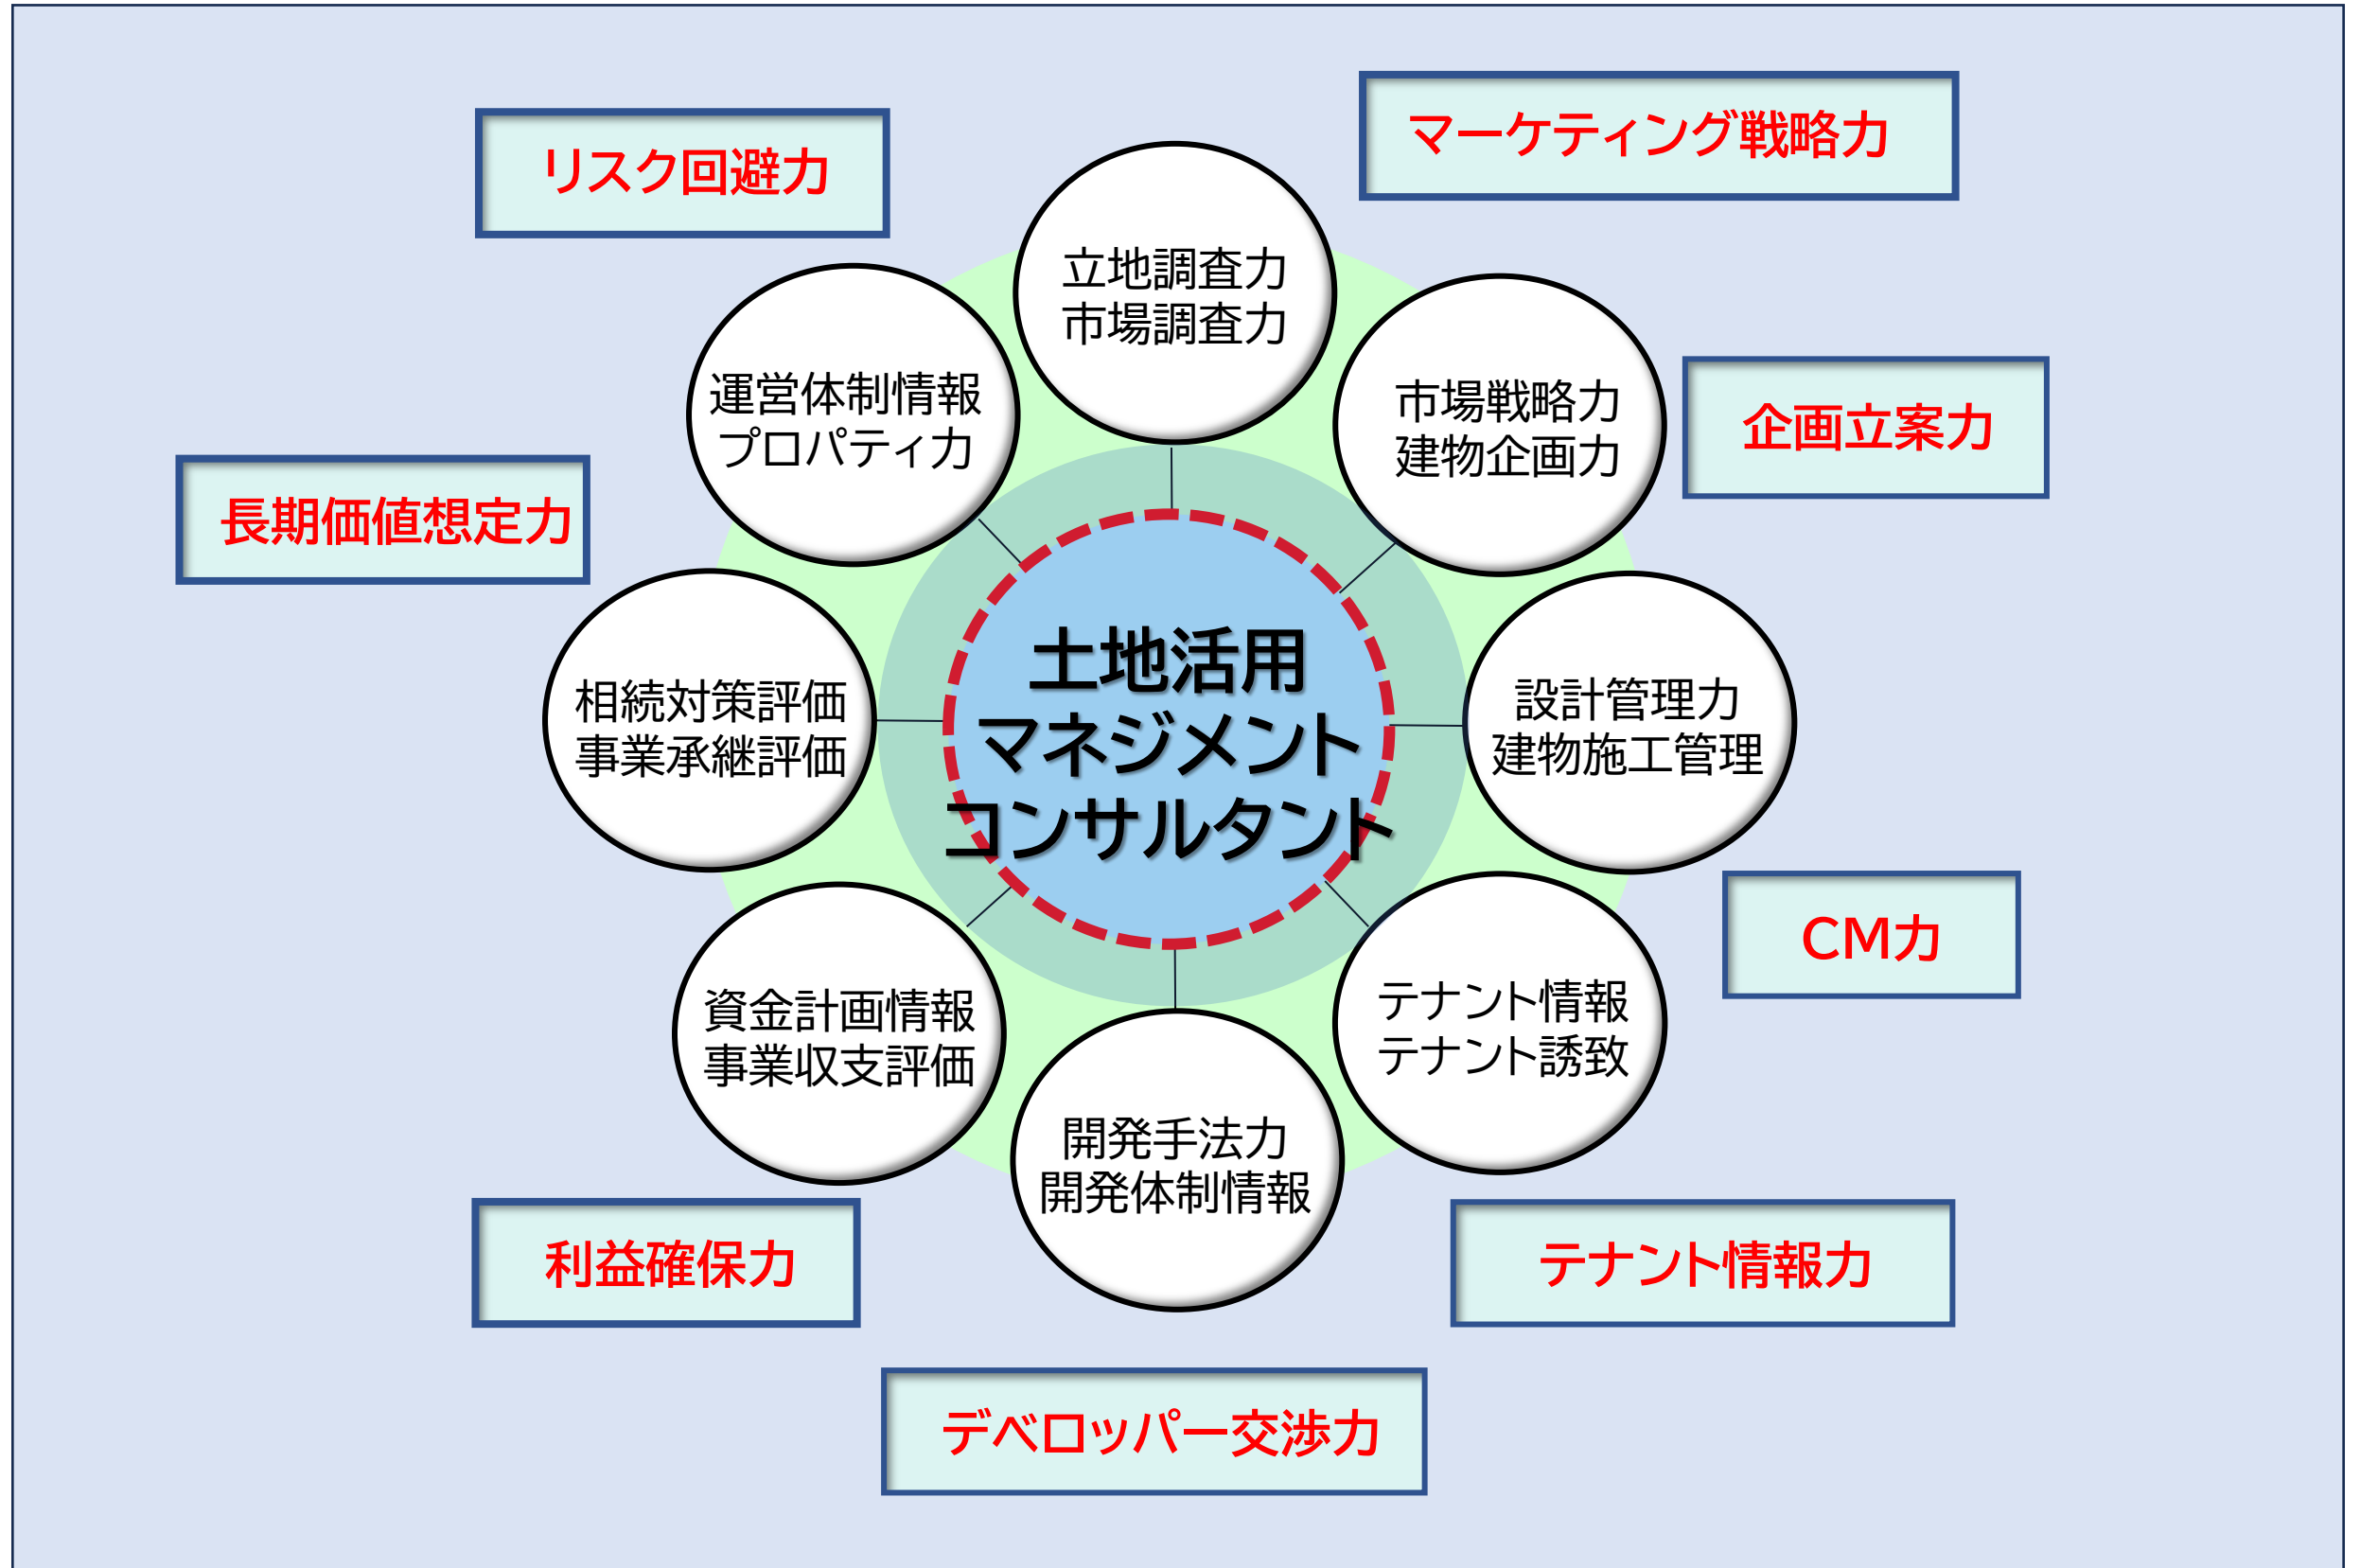 マーケティング戦略力
リスク回避力
立地調査力
市場調査力
運営体制情報
プロパティ力
市場戦略力
建物企画力
企画立案力
長期価値想定力
土地活用
マネジメント
コンサルタント
相続対策評価
事業承継評価
設計管理力
建物施工管理
CM力
資金計画情報
事業収支評価
テナント情報
テナント誘致
開発手法力
開発体制情報
利益確保力
テナント情報力
デベロッパー交渉力